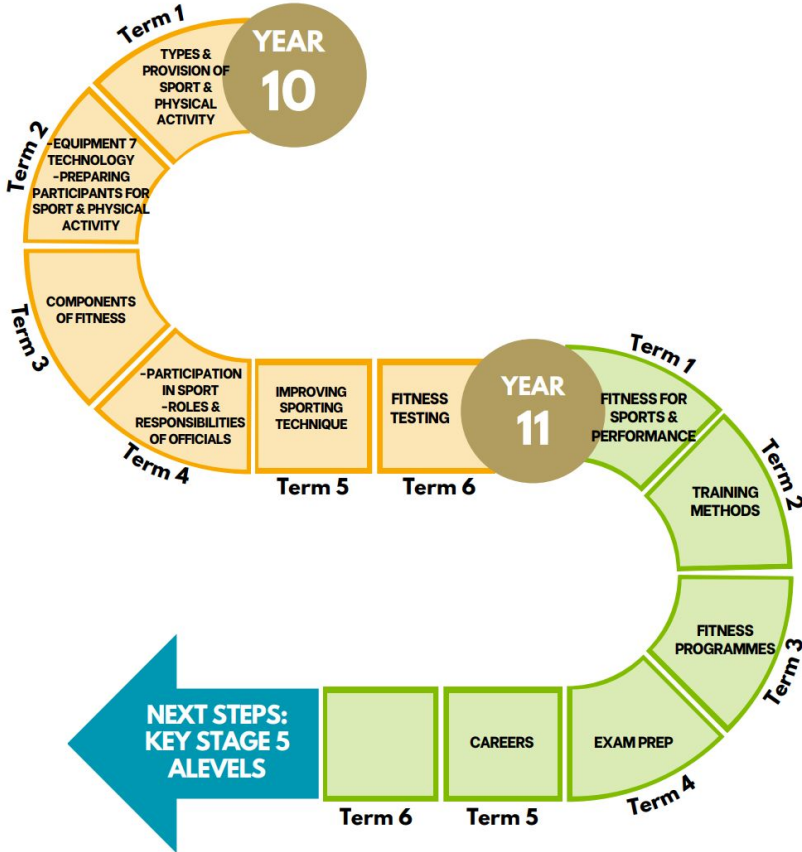 Term 1
YEAR
10
TYPES &
PROVISION OF
SPORT &
PHYSICAL
ACTIVITY
Term 2
-EQUIPMENT 7
TECHNOLOGY
-PREPARING
PARTICIPANTS FOR
SPORT & PHYSICAL
ACTIVITY
Term 3
COMPONENTS
OF FITNESS
Term 4
-PARTICIPATION
IN SPORT
-ROLES &
RESPONSIBILITIES
OF OFFICIALS
IMPROVING
SPORTING
TECHNIQUE
Term 5
FITNESS
TESTING
Term 6
YEAR
11
Term 1
FITNESS FOR
SPORTS &
PERFORMANCE
Term 2
TRAINING
METHODS
Term 3
FITNESS
PROGRAMMES
Term 4
EXAM PREP
CAREERS
Term 5
Term 6
NEXT STEPS:
KEY STAGE 5
ALEVELS